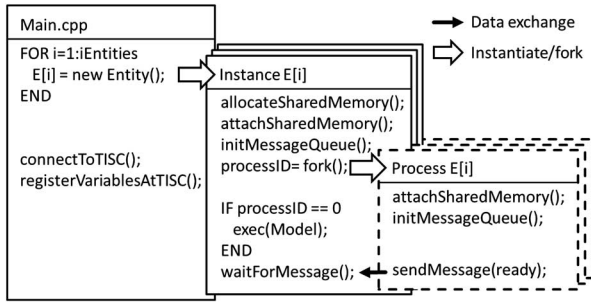 Main.cpp
FOR i=1:iEntities
E[i] = new Entity();
END
connectToTISC();
registerVariablesAtTISC();
Instance E[i]
allocateSharedMemory();
attachSharedMemory();
initMessageQueue();
processID= fork();
IF processID == 0
exec(Model);
END
waitForMessage();
Process E[i]
attachSharedMemory();
initMessageQueue();
sendMessage(ready);
Data exchange
Instantiate/fork